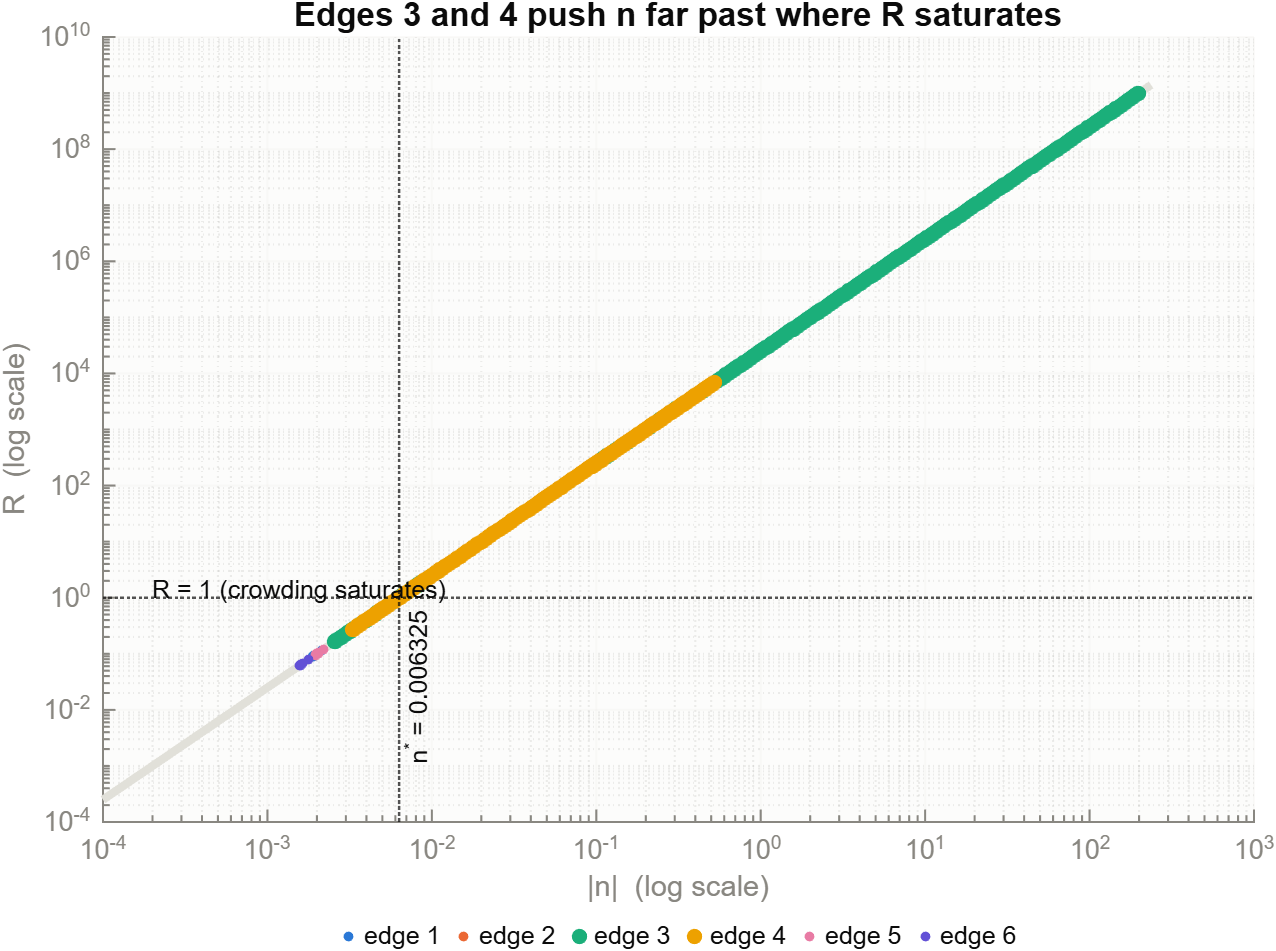 Edges 3 and 4 push n far past where R saturates
10^10
10^8
10^6
10^4
10^2
10^0
10^-2
10^-4
R (log scale)
R = 1 (crowding saturates)
n* = 0.006325
10^-4 10^-3 10^-2 10^-1 10^0 10^1 10^2 10^3
|n| (log scale)
edge 1 edge 2 edge 3 edge 4 edge 5 edge 6